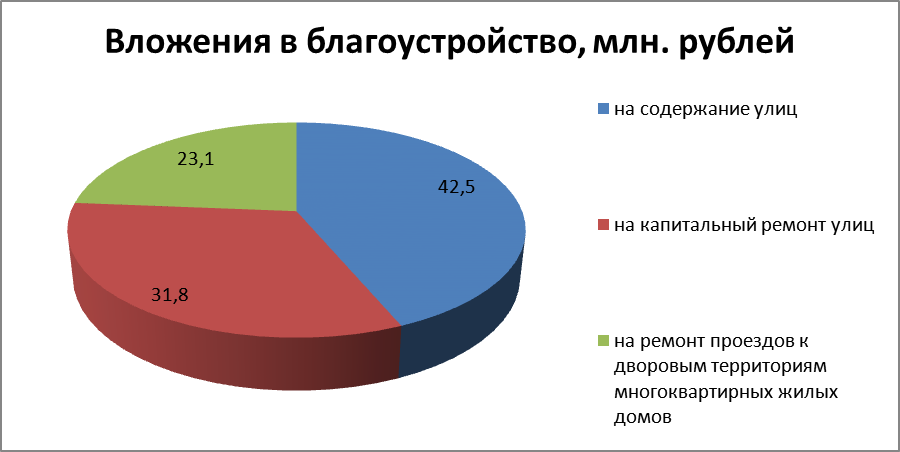 Вложения в благоустройство, млн. рублей
23,1
42,5
31,8
на содержание улиц
на капитальный ремонт улиц
на ремонт проездов к
дворовым территориям
многоквартирных жилых
домов